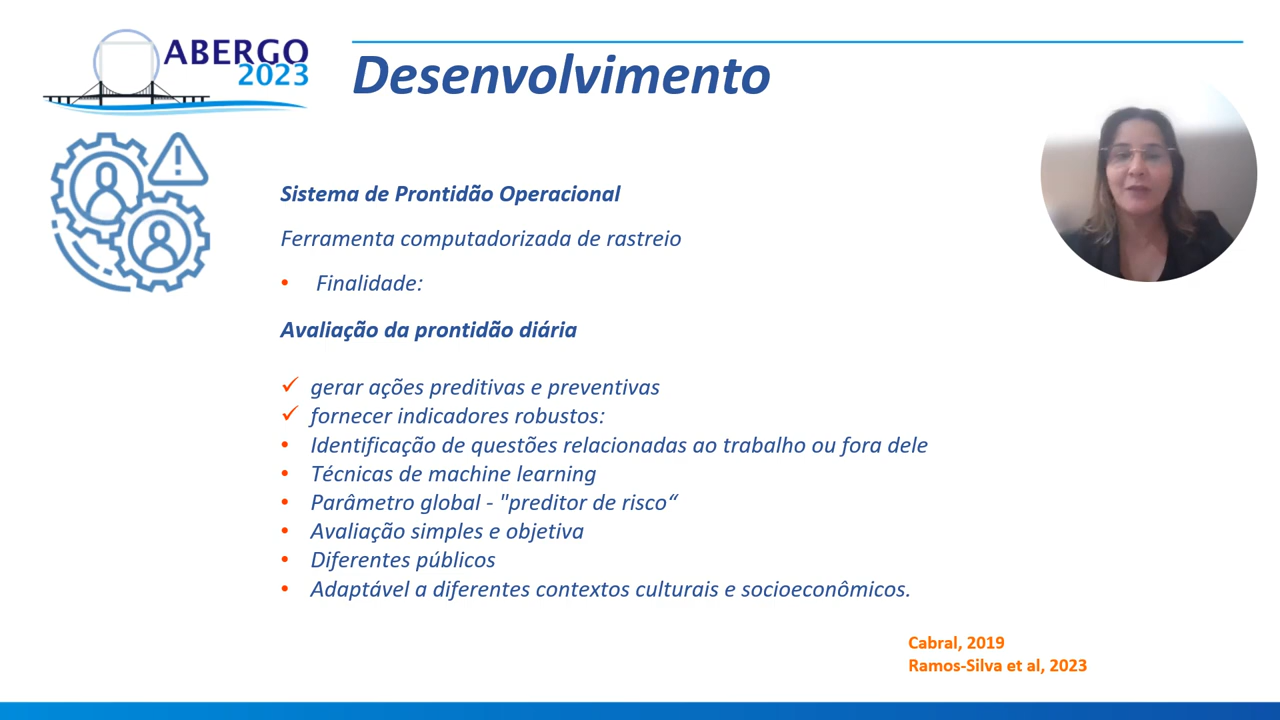 ABERGO
2023
Desenvolvimento
Sistema de Prontidão Operacional
Ferramenta computadorizada de rastreio
• Finalidade:
Avaliação da prontidão diária
✓ gerar ações preditivas e preventivas
✓ fornecer indicadores robustos:
• Identificação de questões relacionadas ao trabalho ou fora dele
• Técnicas de machine learning
• Parâmetro global - "preditor de risco“
• Avaliação simples e objetiva
• Diferentes públicos
• Adaptável a diferentes contextos culturais e socioeconômicos.
Cabral, 2019
Ramos-Silva et al, 2023